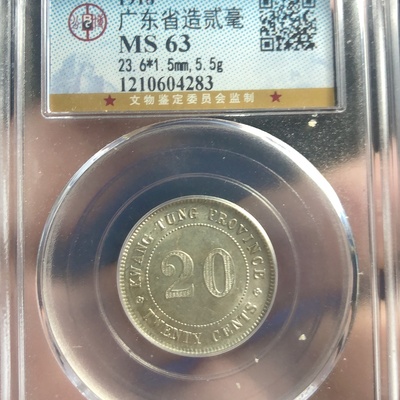 广东省造贰毫
MS 63
23.6*1.5mm,5.5g
1210604283
★ 文物鉴定委员会监制 ★
KWANG-TUNG PROVINCE
20
TWENTY CENTS